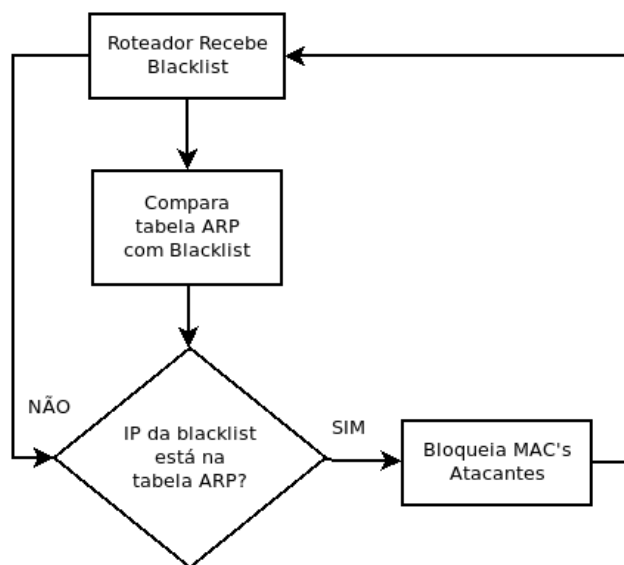 Roteador Recebe
Blacklist
Compara
tabela ARP
com Blacklist
NÃO
IP da blacklist
está na
tabela ARP?
SIM
Bloqueia MAC's
Atacantes